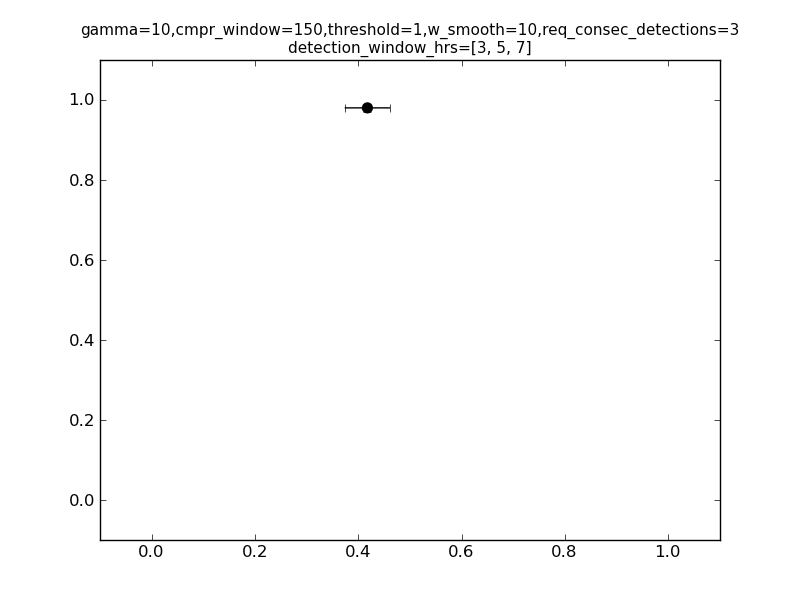 gamma=10,cmpr_window=150,threshold=1,w_smooth=10,req_consec_detections=3
detection_window_hrs=[3, 5, 7]
1.0
0.8
0.6
0.4
0.2
0.0
0.0 0.2 0.4 0.6 0.8 1.0